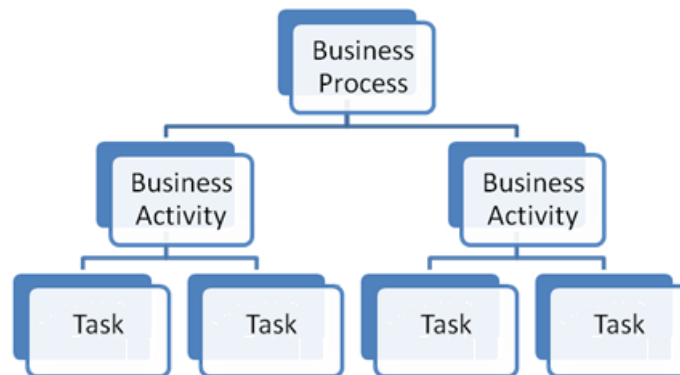 Business
Process
Business
Activity
Business
Activity
Task
Task
Task
Task